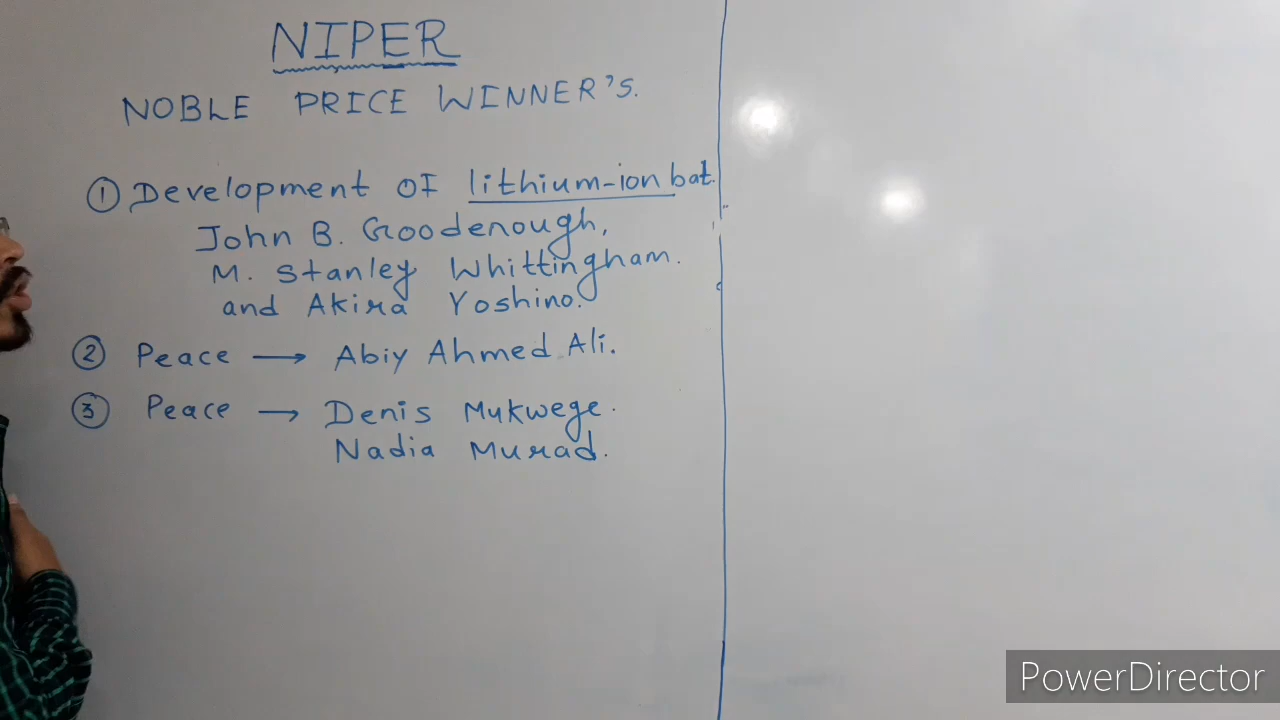 NIPER
NOBLE PRICE WINNER'S.
① Development OF lithium-ion bat.
John B. Goodenough,
M. Stanley Whittingham.
and Akira Yoshino.
② Peace → Abiy Ahmed Ali.
③ Peace → Denis Mukwege.
Nadia Murad.
PowerDirector